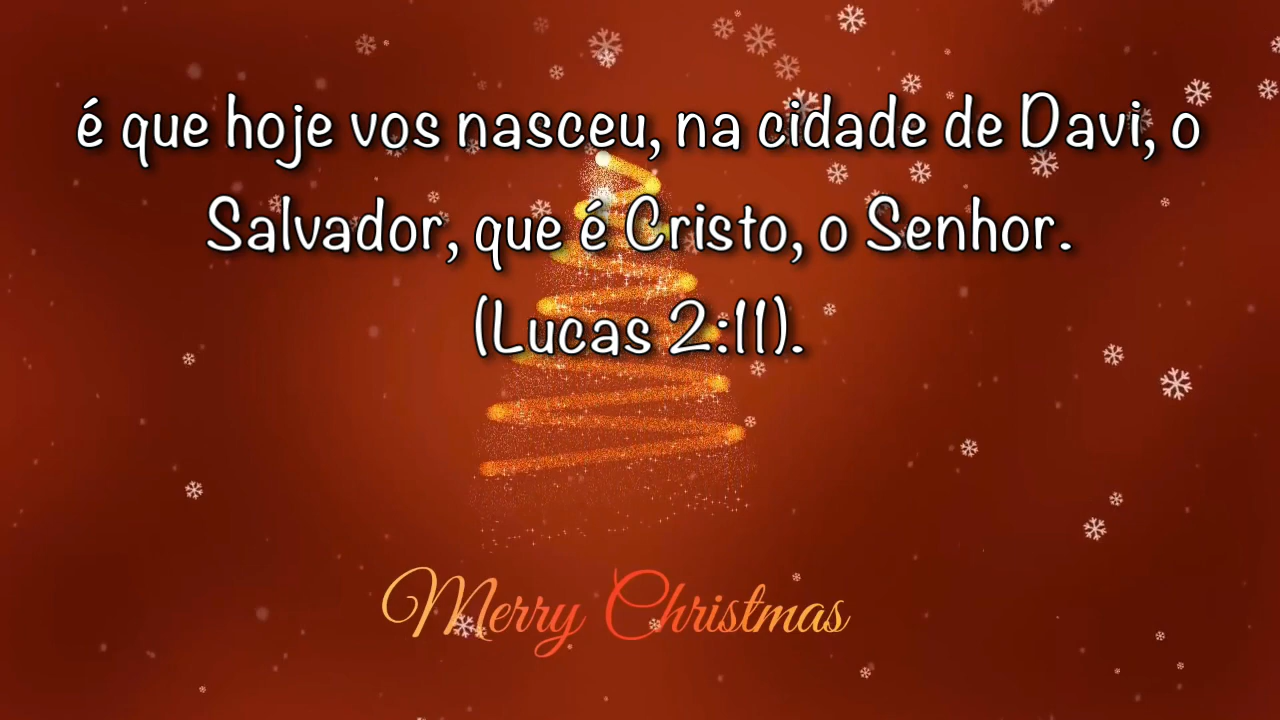 é que hoje vos nasceu, na cidade de Davi, o
Salvador, que é Cristo, o Senhor.
(Lucas 2:11).
Merry Christmas